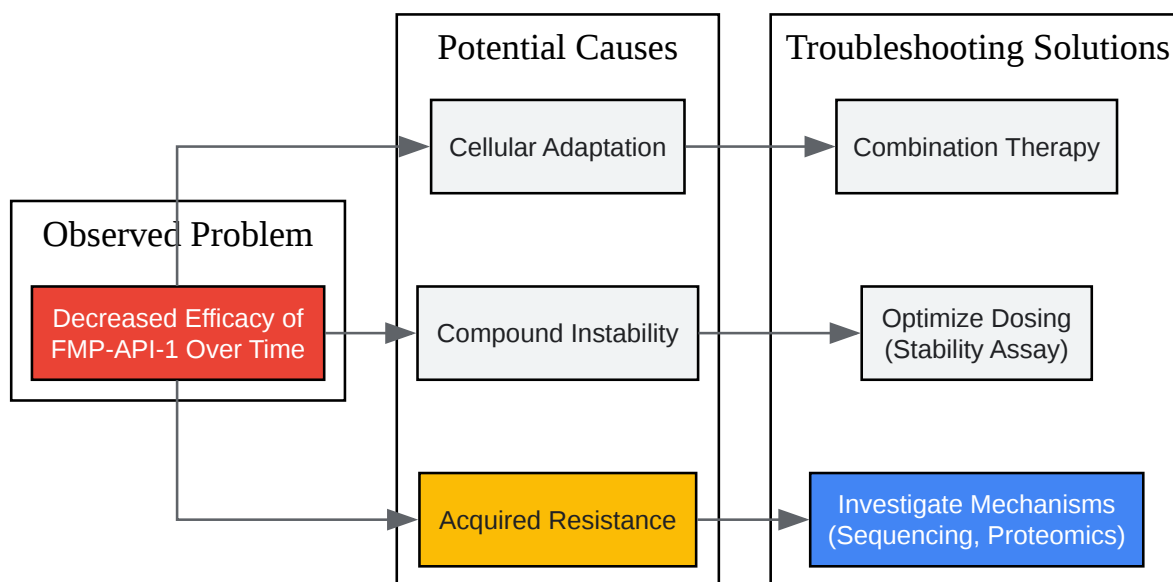 Potential Causes
Troubleshooting Solutions
Cellular Adaptation
Combination Therapy
Observed Problem
Decreased Efficacy of
FMP-API-1 Over Time
Compound Instability
Optimize Dosing
(Stability Assay)
Acquired Resistance
Investigate Mechanisms
(Sequencing, Proteomics)